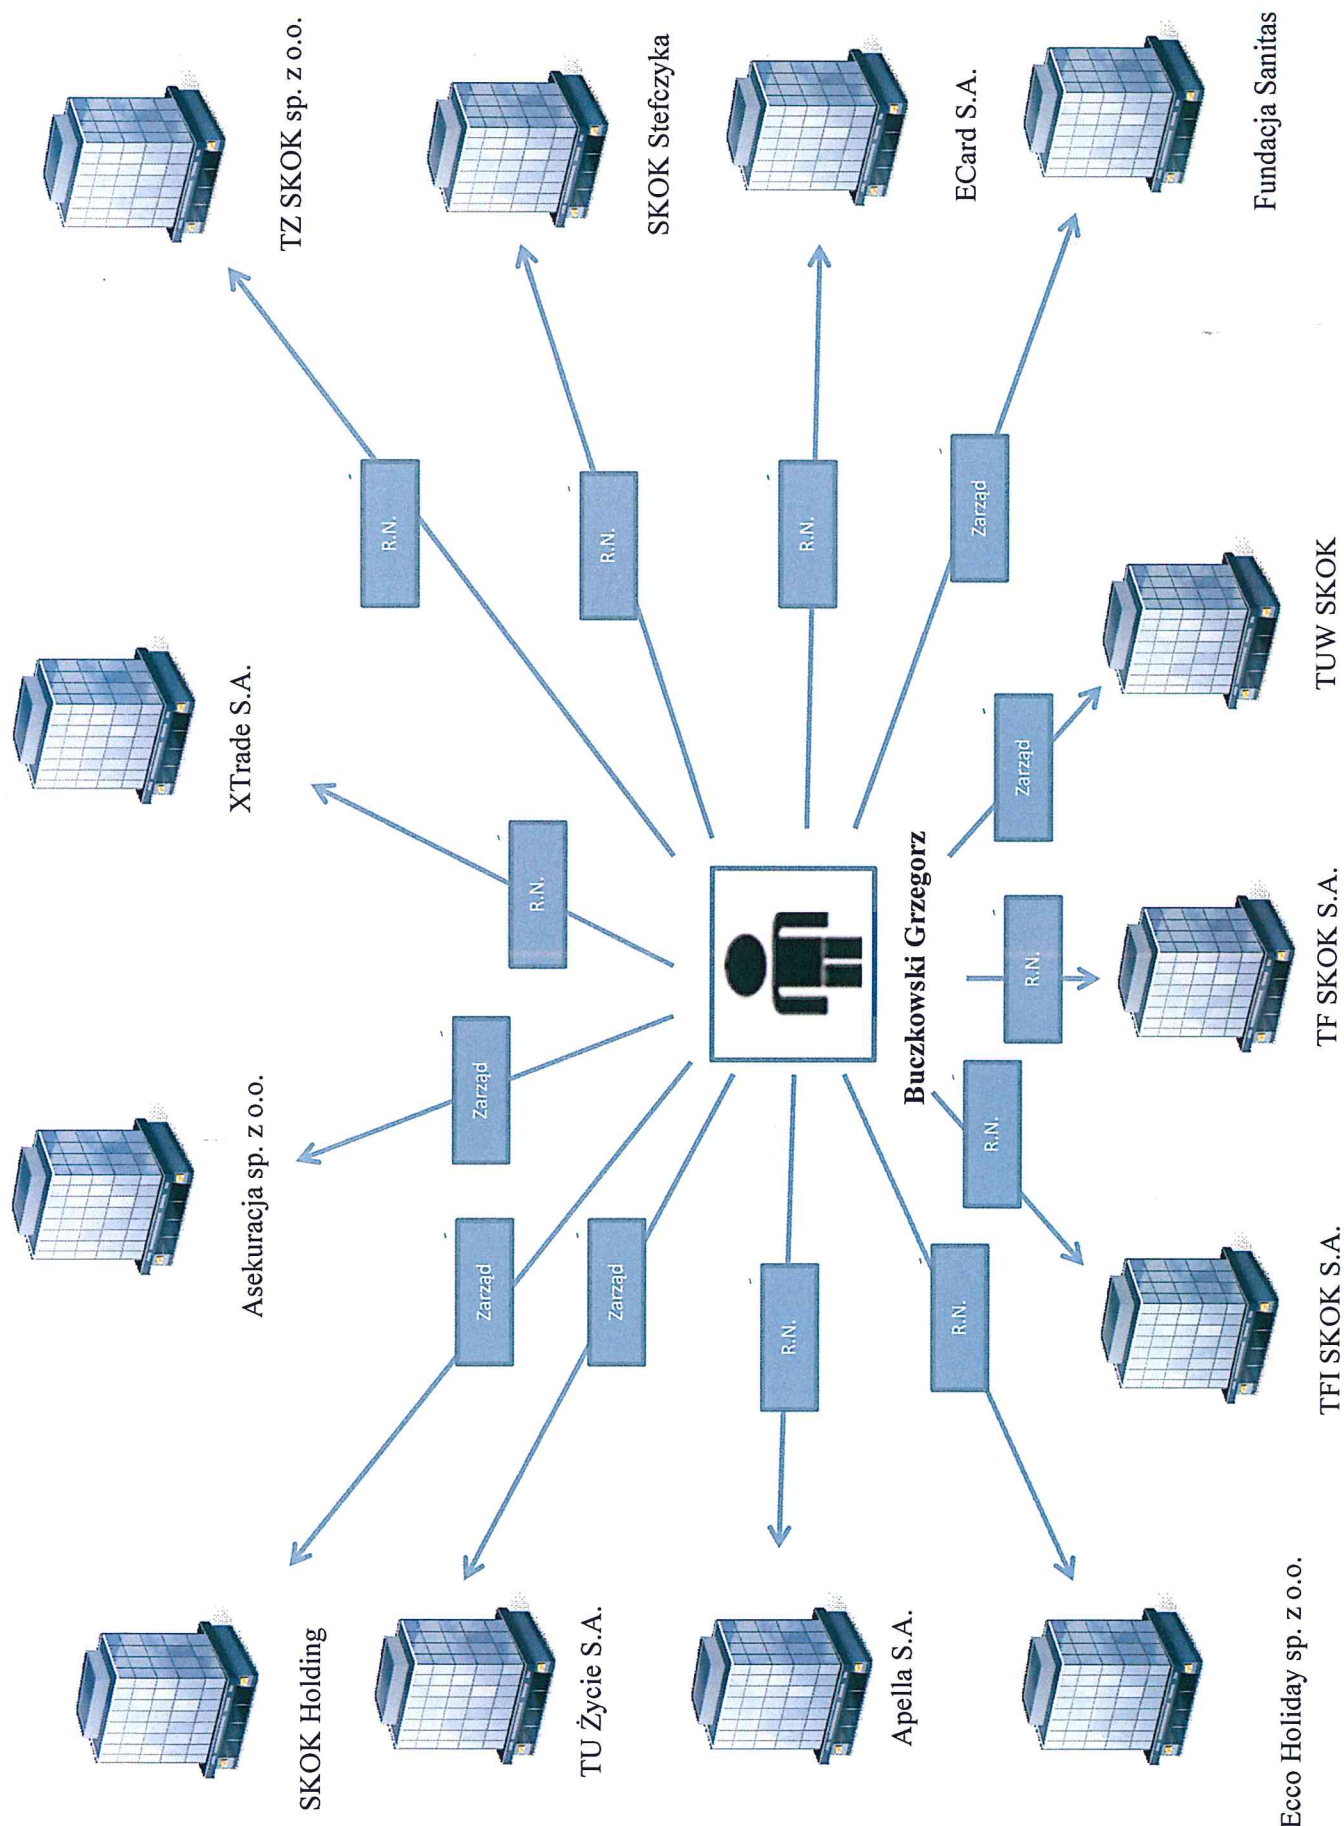 SKOK Holding
Asekuracja sp. z o.o.
XTrade S.A.
TZ SKOK sp. z o.o.
Zarząd
Zarząd
R.N.
R.N.
TU Życie S.A.
Zarząd
R.N.
SKOK Stefczyka
Apella S.A.
R.N.
R.N.
ECard S.A.
Buczkowski Grzegorz
R.N.
R.N.
R.N.
Zarząd
Zarząd
Ecco Holiday sp. z o.o.
TFI SKOK S.A.
TF SKOK S.A.
TUW SKOK
Fundacja Sanitas